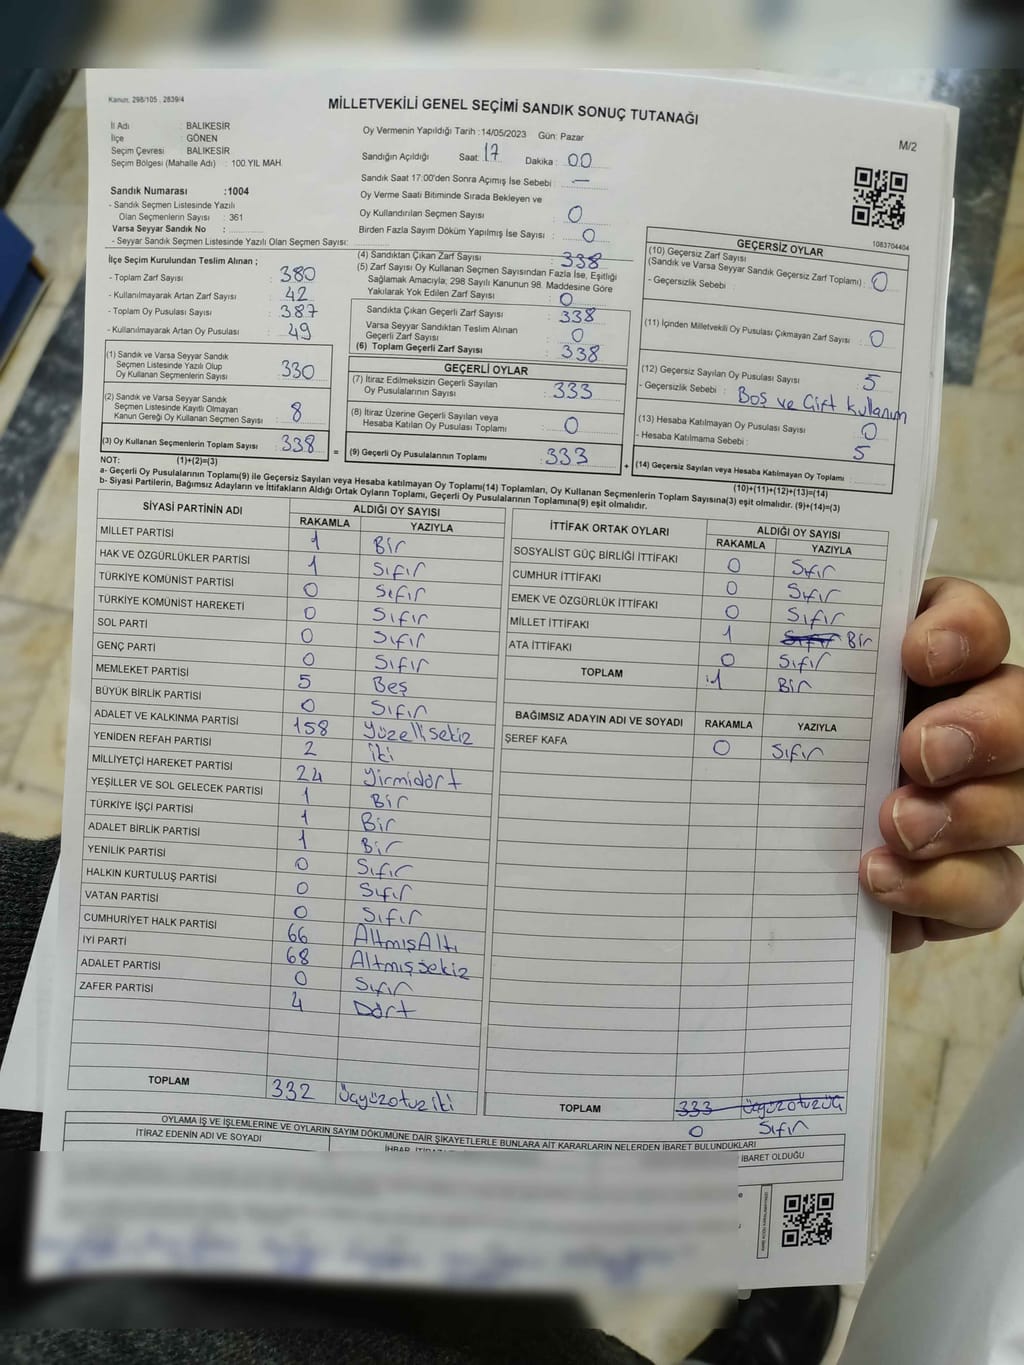 Kanun, 298/105 , 2839/4
MİLLETVEKİLİ GENEL SEÇİMİ SANDIK SONUÇ TUTANAĞI
M/2
İl Adı : BALIKESİR
İlçe : GÖNEN
Seçim Çevresi : BALIKESİR
Seçim Bölgesi (Mahalle Adı) : 100.YIL MAH.
Sandık Numarası :1004
- Sandık Seçmen Listesinde Yazılı
Olan Seçmenlerin Sayısı : 361
Varsa Seyyar Sandık No :
- Seyyar Sandık Seçmen Listesinde Yazılı Olan Seçmen Sayısı:
Oy Vermenin Yapıldığı Tarih :14/05/2023 Gün: Pazar
Sandığın Açıldığı Saat: 17 Dakika : 00
Sandık Saat 17:00'den Sonra Açımış İse Sebebi : —
Oy Verme Saati Bitiminde Sırada Bekleyen ve
Oy Kullandırılan Seçmen Sayısı : 0
Birden Fazla Sayım Döküm Yapılmış İse Sayısı : 0
1083704404
İlçe Seçim Kurulundan Teslim Alınan ;
- Toplam Zarf Sayısı : 380
- Kullanılmayarak Artan Zarf Sayısı : 42
- Toplam Oy Pusulası Sayısı : 387
- Kullanılmayarak Artan Oy Pusulası : 49
(1) Sandık ve Varsa Seyyar Sandık
Seçmen Listesinde Yazılı Olup
Oy Kullanan Seçmenlerin Sayısı : 330
(2) Sandık ve Varsa Seyyar Sandık
Seçmen Listesinde Kayıtlı Olmayan
Kanun Gereği Oy Kullanan Seçmen Sayısı : 8
(3) Oy Kullanan Seçmenlerin Toplam Sayısı : 338
(4) Sandıktan Çıkan Zarf Sayısı : 338
(5) Zarf Sayısı Oy Kullanan Seçmen Sayısından Fazla İse, Eşitliği
Sağlamak Amacıyla, 298 Sayılı Kanunun 98. Maddesine Göre
Yakılarak Yok Edilen Zarf Sayısı : 0
Sandıkta Çıkan Geçerli Zarf Sayısı : 338
Varsa Seyyar Sandıktan Teslim Alınan
Geçerli Zarf Sayısı : 0
(6) Toplam Geçerli Zarf Sayısı : 338
GEÇERLİ OYLAR
(7) İtiraz Edilmeksizin Geçerli Sayılan
Oy Pusulalarının Sayısı : 333
(8) İtiraz Üzerine Geçerli Sayılan veya
Hesaba Katılan Oy Pusulası Toplamı : 0
= (9) Geçerli Oy Pusulalarının Toplamı : 333
GEÇERSİZ OYLAR
(10) Geçersiz Zarf Sayısı
(Sandık ve Varsa Seyyar Sandık Geçersiz Zarf Toplamı) : 0
- Geçersizlik Sebebi :
(11) İçinden Milletvekili Oy Pusulası Çıkmayan Zarf Sayısı : 0
(12) Geçersiz Sayılan Oy Pusulası Sayısı : 5
- Geçersizlik Sebebi : Boş ve Çift kullanım
(13) Hesaba Katılmayan Oy Pusulası Sayısı : 0
- Hesaba Katılmama Sebebi :
+ (14) Geçersiz Sayılan veya Hesaba Katılmayan Oy Toplamı : 5
NOT: (1)+(2)=(3)
(10)+(11)+(12)+(13)=(14)
a- Geçerli Oy Pusulalarının Toplamı(9) ile Geçersiz Sayılan veya Hesaba katılmayan Oy Toplamı(14) Toplamları, Oy Kullanan Seçmenlerin Toplam Sayısına(3) eşit olmalıdır. (9)+(14)=(3)
b- Siyasi Partilerin, Bağımsız Adayların ve İttifakların Aldığı Ortak Oyların Toplamı, Geçerli Oy Pusulalarının Toplamına(9) eşit olmalıdır.
SİYASİ PARTİNİN ADI ALDIĞI OY SAYISI
RAKAMLA YAZIYLA
MİLLET PARTİSİ 1 Bir
HAK VE ÖZGÜRLÜKLER PARTİSİ 1 Sıfır
TÜRKİYE KOMÜNİST PARTİSİ 0 Sıfır
TÜRKİYE KOMÜNİST HAREKETİ 0 Sıfır
SOL PARTİ 0 Sıfır
GENÇ PARTİ 0 Sıfır
MEMLEKET PARTİSİ 5 Beş
BÜYÜK BİRLİK PARTİSİ 0 Sıfır
ADALET VE KALKINMA PARTİSİ 158 Yüzellisekiz
YENİDEN REFAH PARTİSİ 2 iki
MİLLİYETÇİ HAREKET PARTİSİ 24 Yirmidört
YEŞİLLER VE SOL GELECEK PARTİSİ 1 Bir
TÜRKİYE İŞÇİ PARTİSİ 1 Bir
ADALET BİRLİK PARTİSİ 1 Bir
YENİLİK PARTİSİ 0 Sıfır
HALKIN KURTULUŞ PARTİSİ 0 Sıfır
VATAN PARTİSİ 0 Sıfır
CUMHURİYET HALK PARTİSİ 66 AltmışAltı
İYİ PARTİ 68 Altmışsekiz
ADALET PARTİSİ 0 Sıfır
ZAFER PARTİSİ 4 Dört
TOPLAM 332 üçyüzotuziki
İTTİFAK ORTAK OYLARI ALDIĞI OY SAYISI
RAKAMLA YAZIYLA
SOSYALİST GÜÇ BİRLİĞİ İTTİFAKI 0 Sıfır
CUMHUR İTTİFAKI 0 Sıfır
EMEK VE ÖZGÜRLÜK İTTİFAKI 0 Sıfır
MİLLET İTTİFAKI 1 Sıfır Bir
ATA İTTİFAKI 0 Sıfır
TOPLAM 1 Bir
BAĞIMSIZ ADAYIN ADI VE SOYADI RAKAMLA YAZIYLA
ŞEREF KAFA 0 Sıfır
TOPLAM 333 üçyüzotuzüç
0 Sıfır
OYLAMA İŞ VE İŞLEMLERİNE VE OYLARIN SAYIM DÖKÜMÜNE DAİR ŞİKAYETLERLE BUNLARA AİT KARARLARIN NELERDEN İBARET BULUNDUKLARI
İTİRAZ EDENİN ADI VE SOYADI
İBARET OLDUĞU